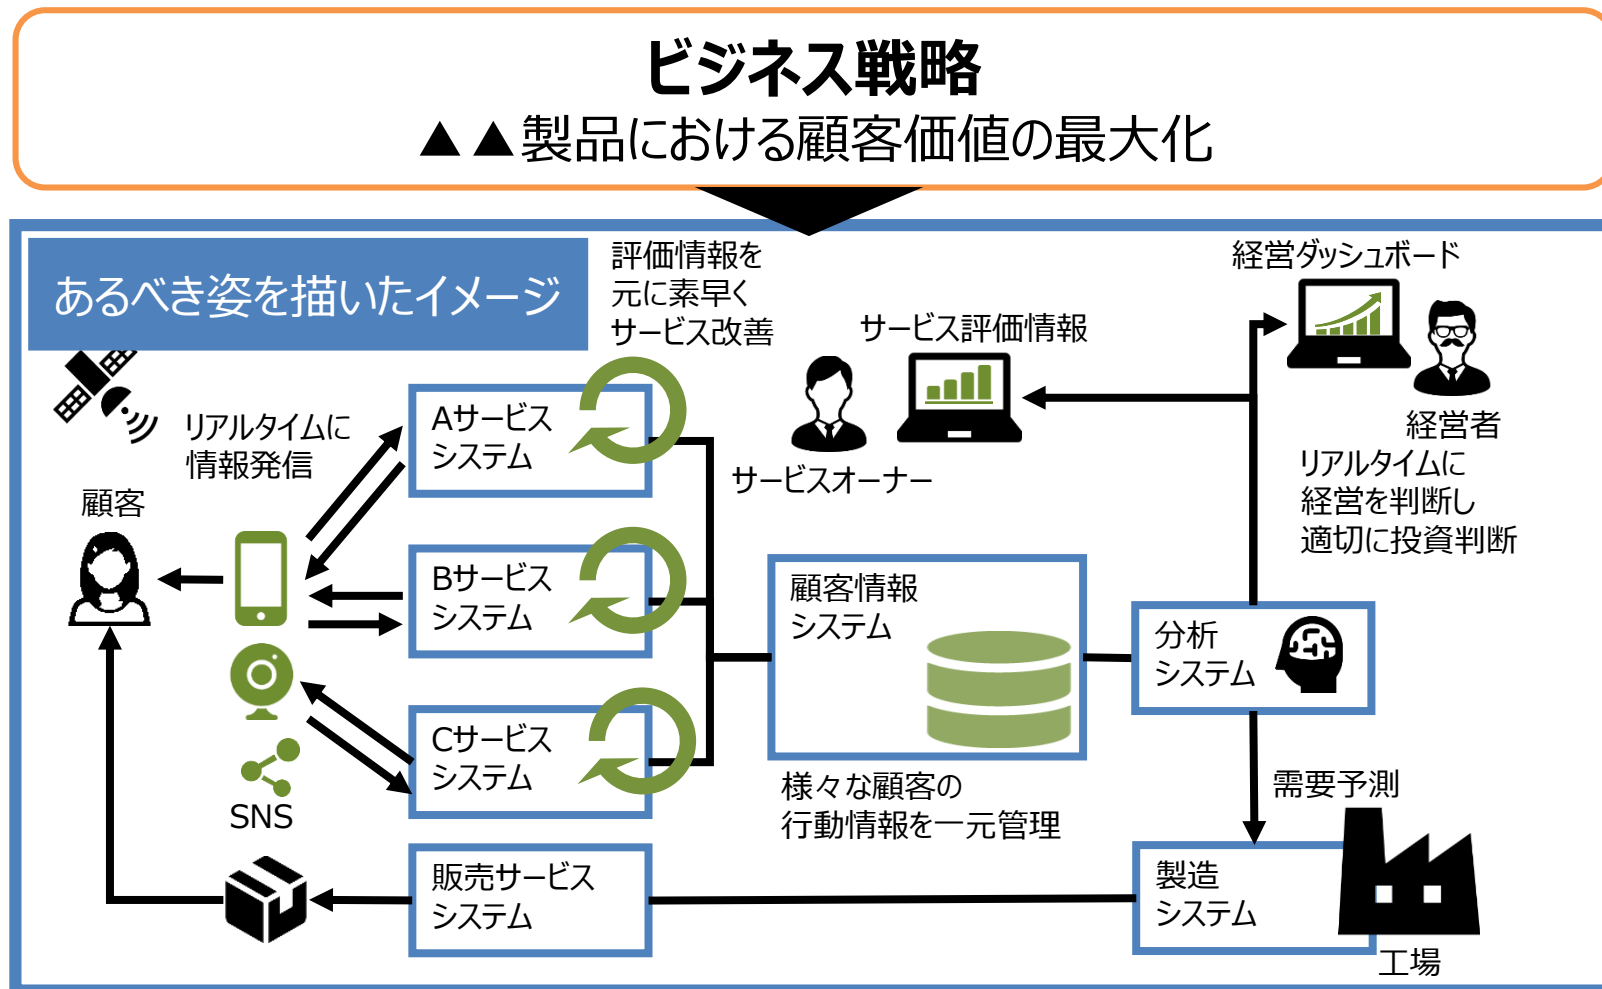 ビジネス戦略
▲▲製品における顧客価値の最大化
あるべき姿を描いたイメージ
評価情報を
元に素早く
サービス改善
経営ダッシュボード
サービス評価情報
リアルタイムに
情報発信
Aサービス
システム
サービスオーナー
経営者
リアルタイムに
経営を判断し
適切に投資判断
顧客
Bサービス
システム
顧客情報
システム
分析
システム
Cサービス
システム
SNS
様々な顧客の
行動情報を一元管理
需要予測
販売サービス
システム
製造
システム
工場